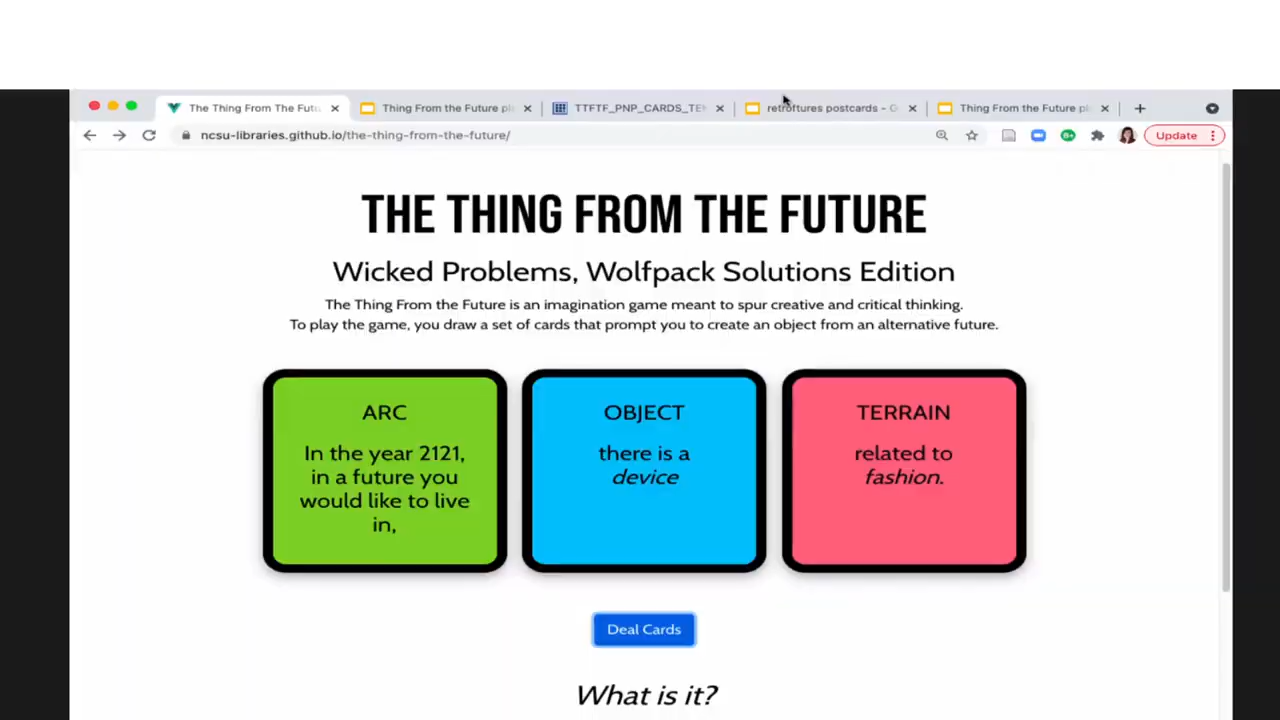 The Thing From The Futu
Thing From the Future pl
TTFTF_PNP_CARDS_TE
retroftures postcards - G
Thing From the Future pl
ncsu-libraries.github.io/the-thing-from-the-future/
Update
THE THING FROM THE FUTURE
Wicked Problems, Wolfpack Solutions Edition
The Thing From the Future is an imagination game meant to spur creative and critical thinking.
To play the game, you draw a set of cards that prompt you to create an object from an alternative future.
ARC
In the year 2121,
in a future you
would like to live
in,
OBJECT
there is a
device
TERRAIN
related to
fashion.
Deal Cards
What is it?